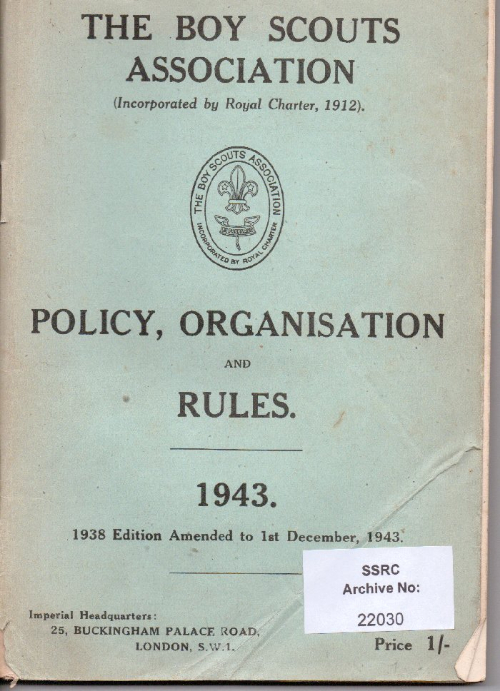 THE BOY SCOUTS
ASSOCIATION
(Incorporated by Royal Charter, 1912).
THE BOY SCOUTS ASSOCIATION
INCORPORATED BY ROYAL CHARTER
POLICY, ORGANISATION
AND
RULES.
1943.
1938 Edition Amended to 1st December, 1943.
SSRC
Archive No:
22030
Imperial Headquarters:
25, BUCKINGHAM PALACE ROAD,
LONDON, S.W.1.
Price 1/-